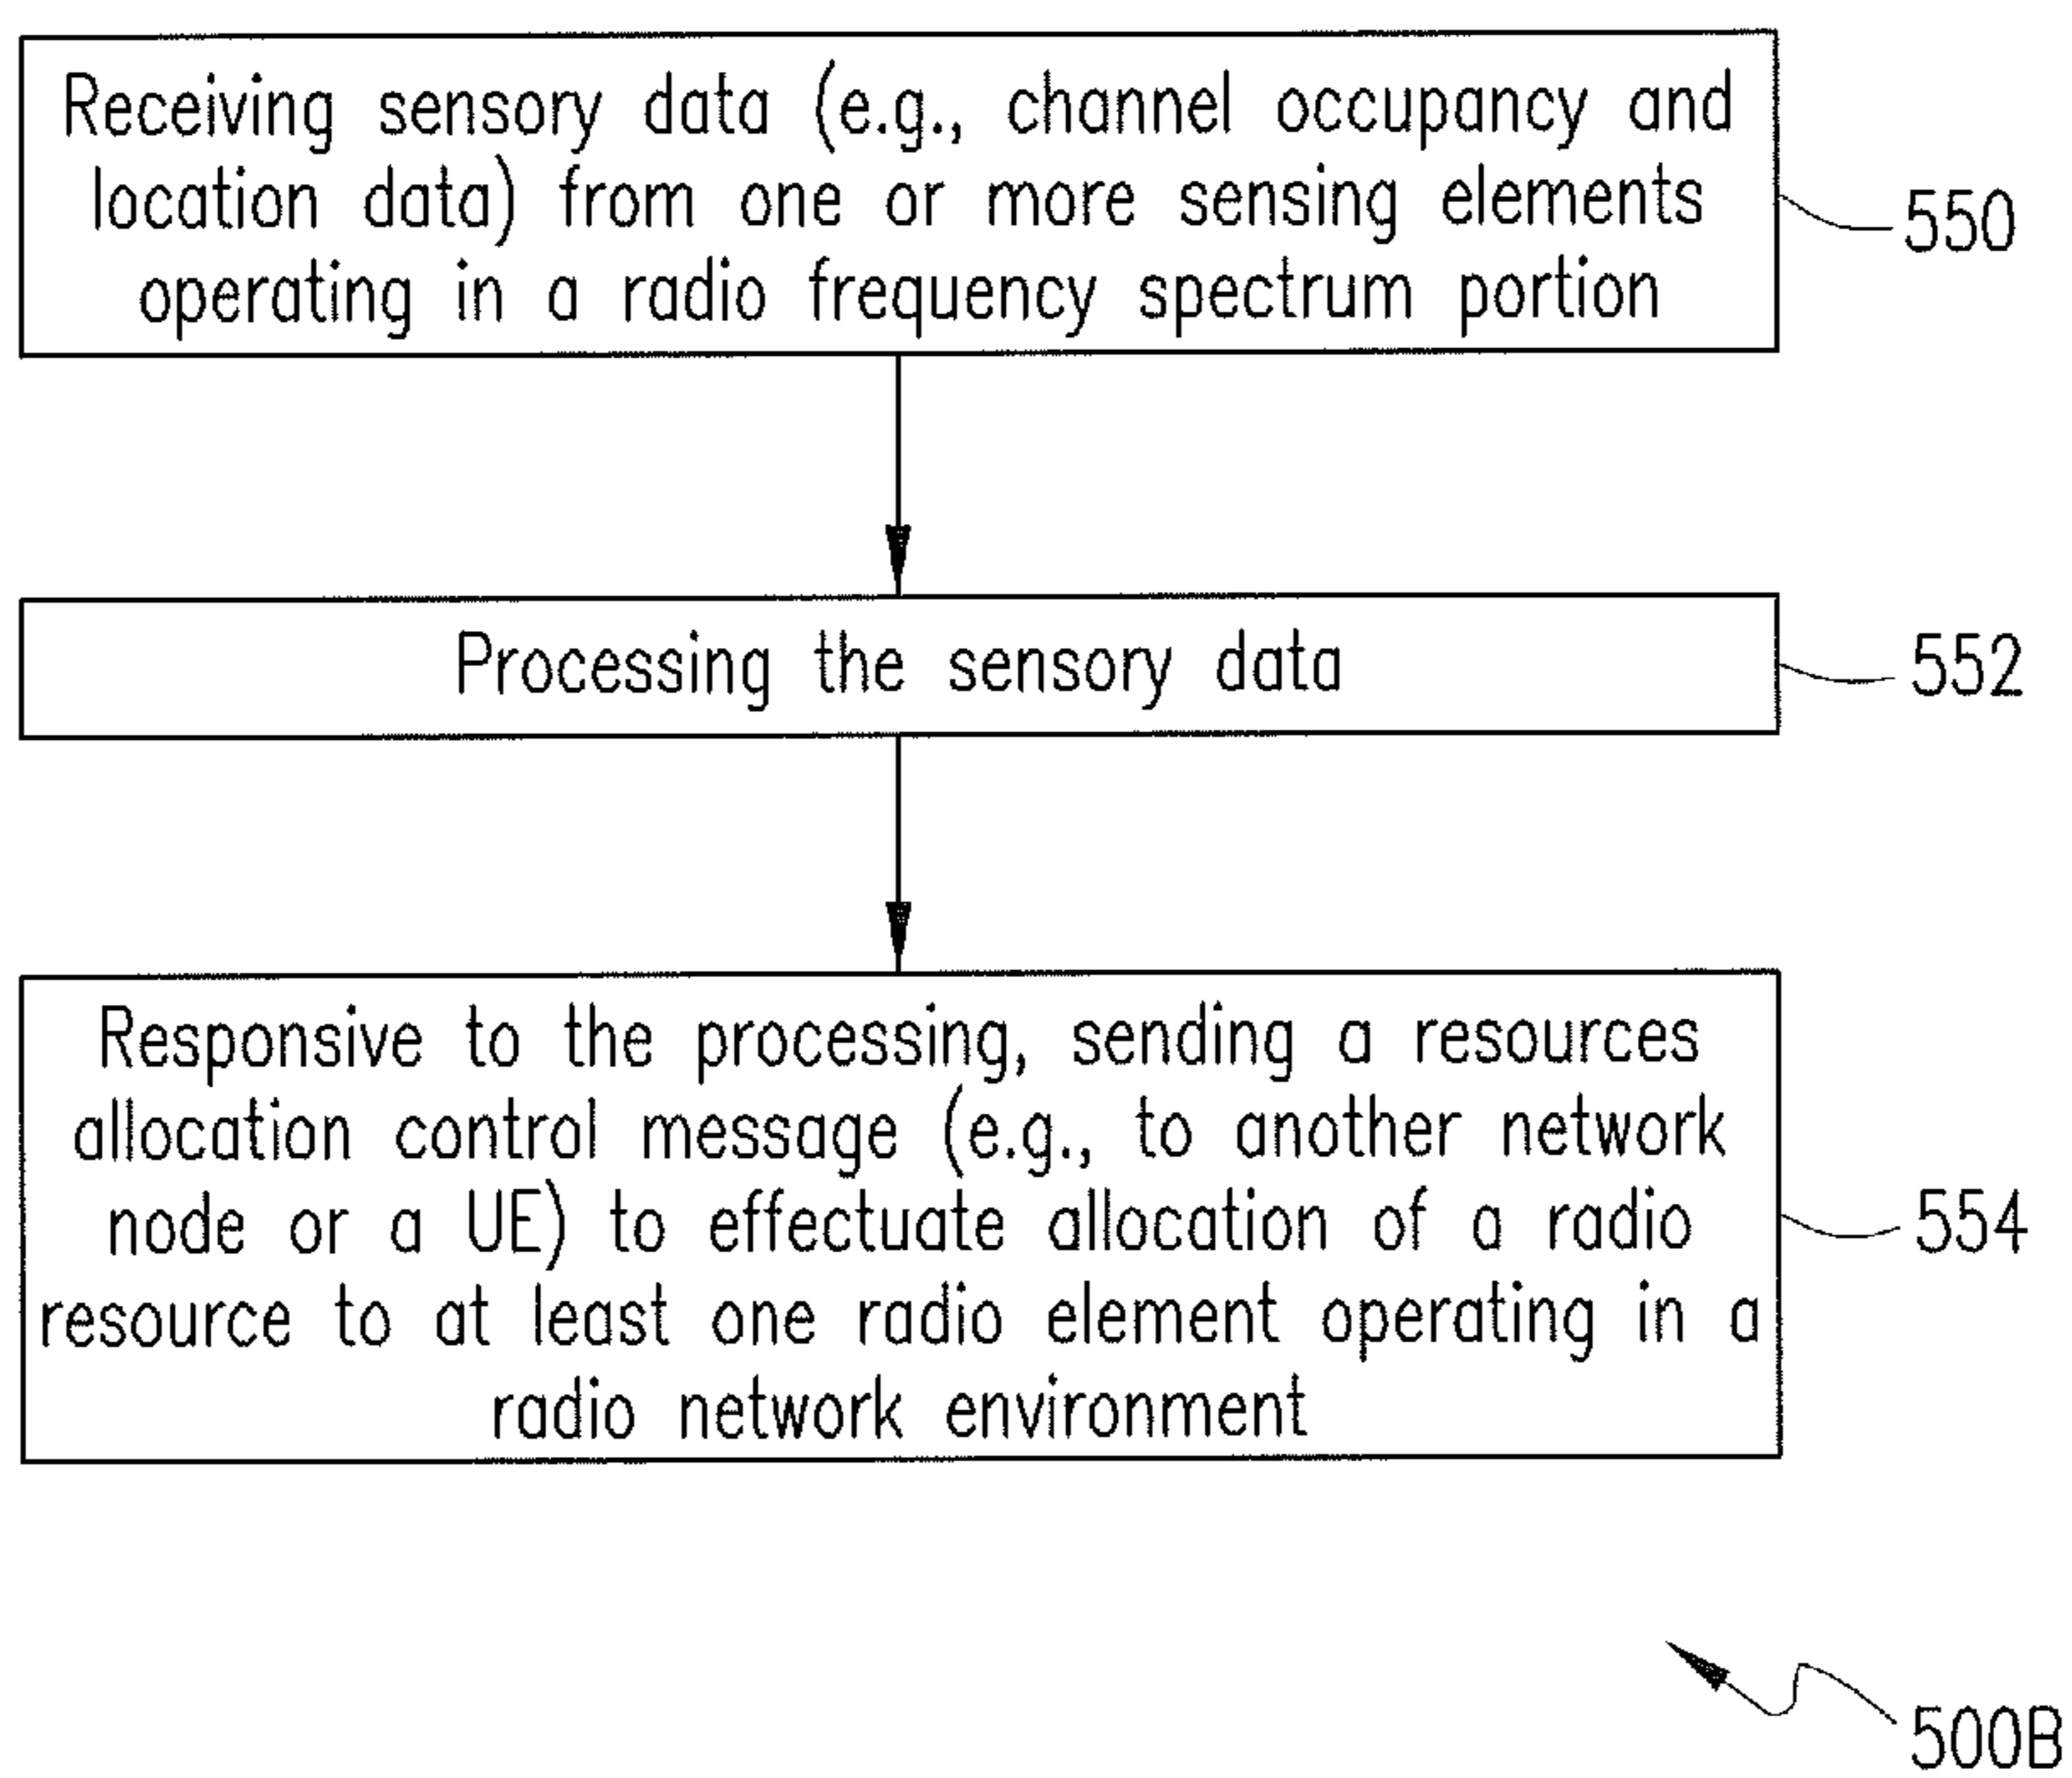 Receiving sensory data (e.g., channel occupancy and
location data) from one or more sensing elements
operating in a radio frequency spectrum portion
550
Processing the sensory data
552
Responsive to the processing, sending a resources
allocation control message (e.g., to another network
node or a UE) to effectuate allocation of a radio
resource to at least one radio element operating in a
radio network environment
554
500B